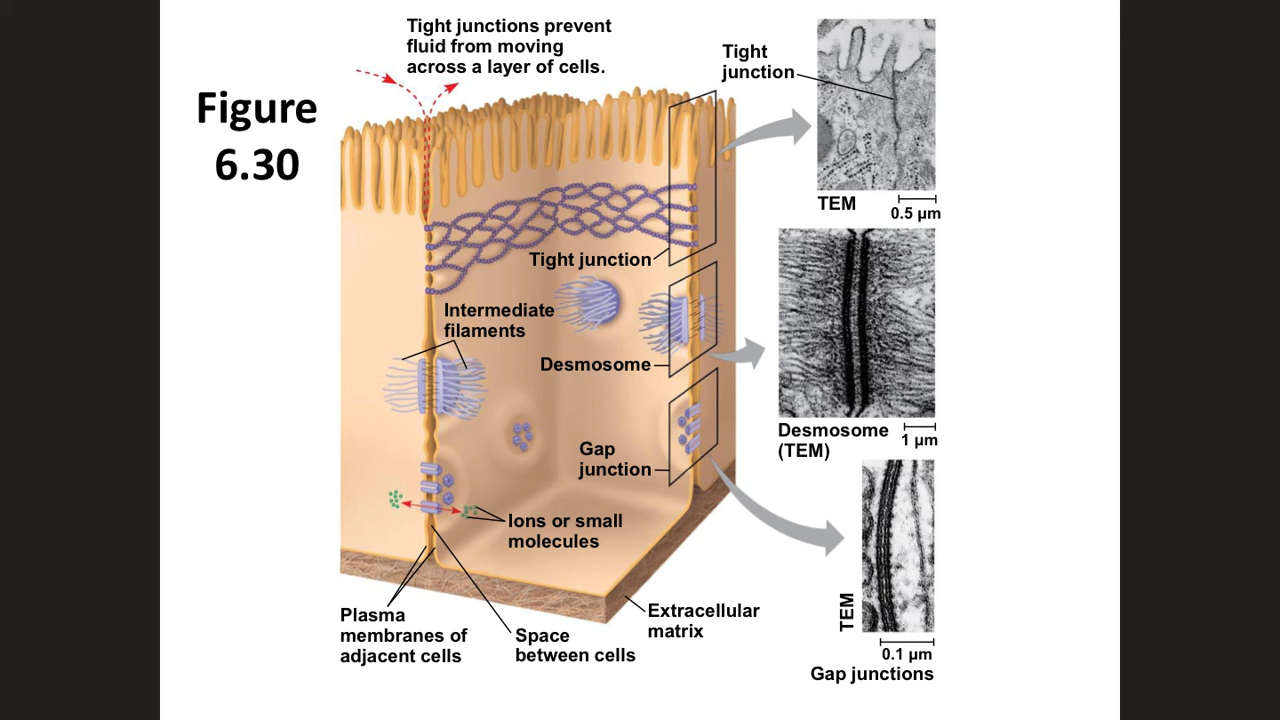 Figure
6.30
Tight junctions prevent
fluid from moving
across a layer of cells.
Tight
junction
TEM
0.5 µm
Tight junction
Intermediate
filaments
Desmosome
Desmosome
(TEM)
1 µm
Gap
junction
Ions or small
molecules
TEM
0.1 µm
Gap junctions
Plasma
membranes of
adjacent cells
Space
between cells
Extracellular
matrix